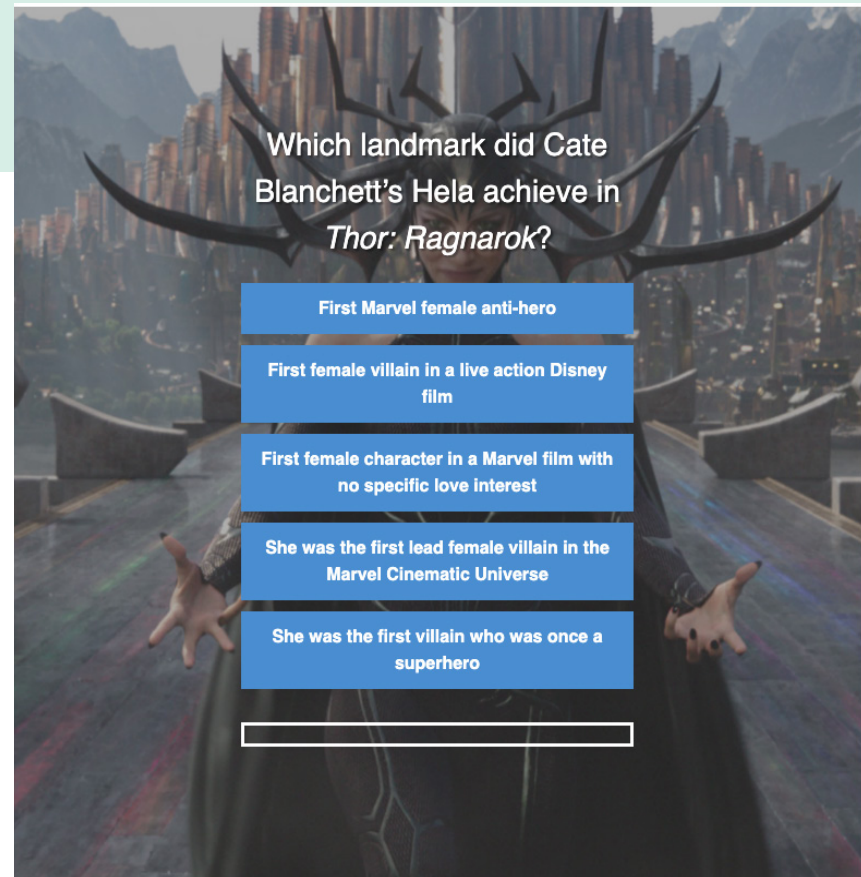 Which landmark did Cate
Blanchett’s Hela achieve in
Thor: Ragnarok?
First Marvel female anti-hero
First female villain in a live action Disney
film
First female character in a Marvel film with
no specific love interest
She was the first lead female villain in the
Marvel Cinematic Universe
She was the first villain who was once a
superhero